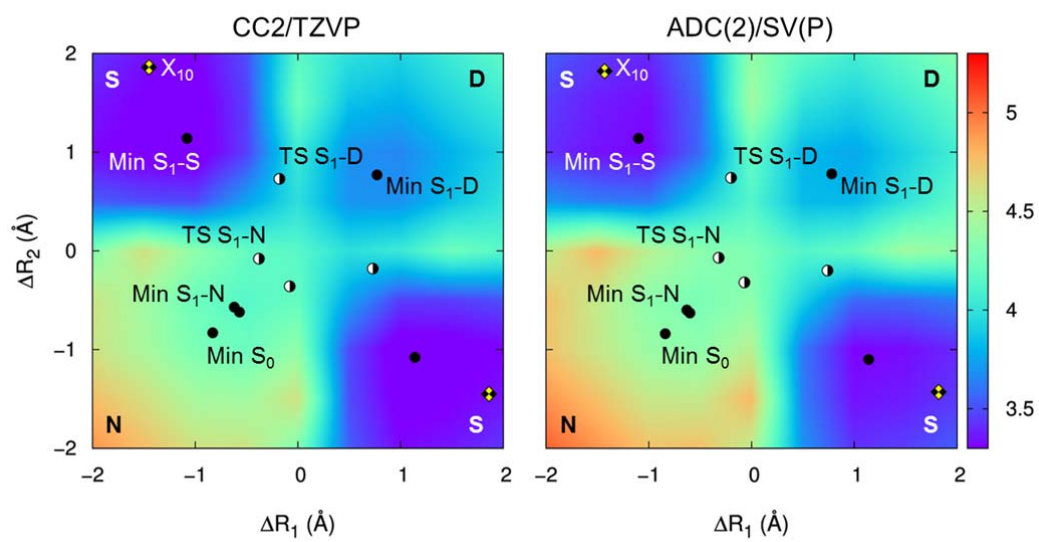 CC2/TZVP
ADC(2)/SV(P)
2
1
0
−1
−2
ΔR₂ (Å)
S
X₁₀
D
Min S₁-S
TS S₁-D
Min S₁-D
TS S₁-N
Min S₁-N
Min S₀
N
S
−2
−1
0
1
2
ΔR₁ (Å)
S
X₁₀
D
Min S₁-S
TS S₁-D
Min S₁-D
TS S₁-N
Min S₁-N
Min S₀
N
S
−2
−1
0
1
2
ΔR₁ (Å)
5
4.5
4
3.5